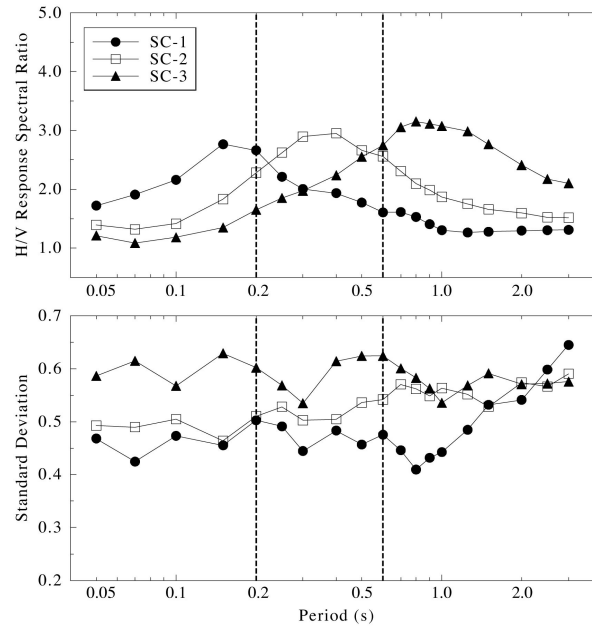 5.0
4.0
3.0
2.0
1.0
H/V Response Spectral Ratio
SC-1
SC-2
SC-3
0.05 0.1 0.2 0.5 1.0 2.0
0.7
0.6
0.5
0.4
0.3
0.2
Standard Deviation
0.05 0.1 0.2 0.5 1.0 2.0
Period (s)